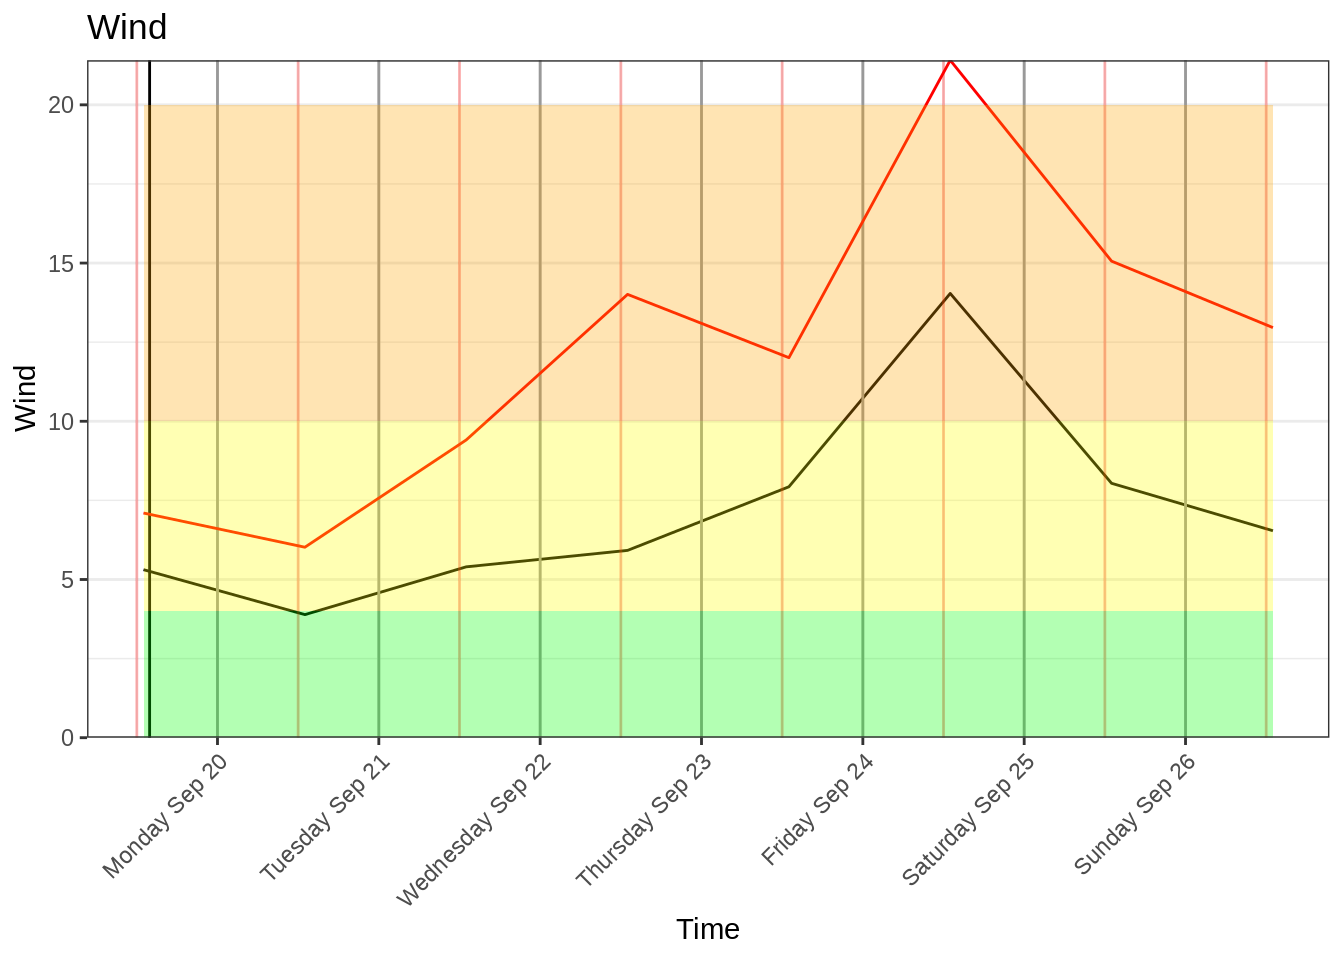 Wind
20
15
10
5
0
Wind
Monday Sep 20
Tuesday Sep 21
Wednesday Sep 22
Thursday Sep 23
Friday Sep 24
Saturday Sep 25
Sunday Sep 26
Time